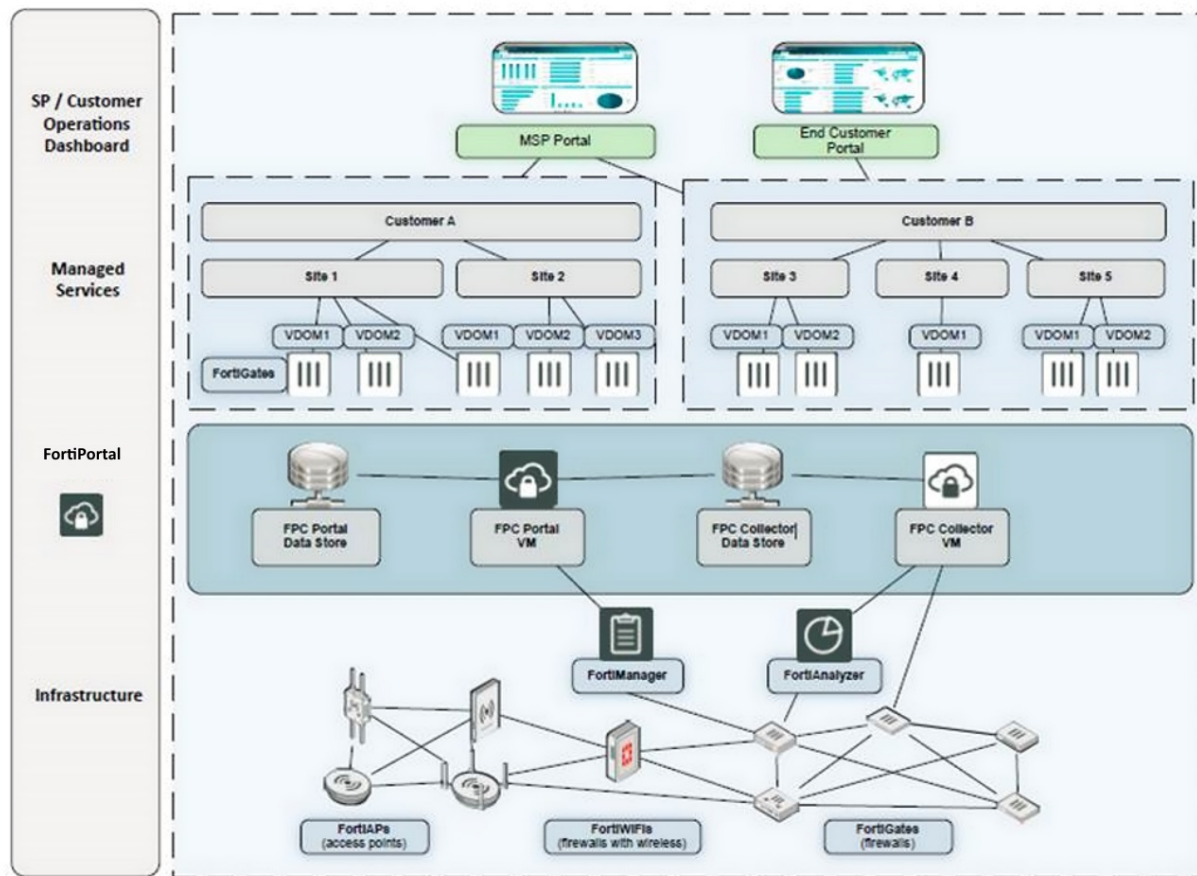 SP / Customer
Operations
Dashboard
MSP Portal
End Customer
Portal
Managed
Services
Customer A
Site 1
Site 2
VDOM1
VDOM2
VDOM1
VDOM2
VDOM3
FortiGates
Customer B
Site 3
Site 4
Site 5
VDOM1
VDOM2
VDOM1
VDOM1
VDOM2
FortiPortal
FPC Portal
Data Store
FPC Portal
VM
FPC Collector
Data Store
FPC Collector
VM
Infrastructure
FortiManager
FortiAnalyzer
FortiAPs
(access points)
FortiWiFis
(firewalls with wireless)
FortiGates
(firewalls)